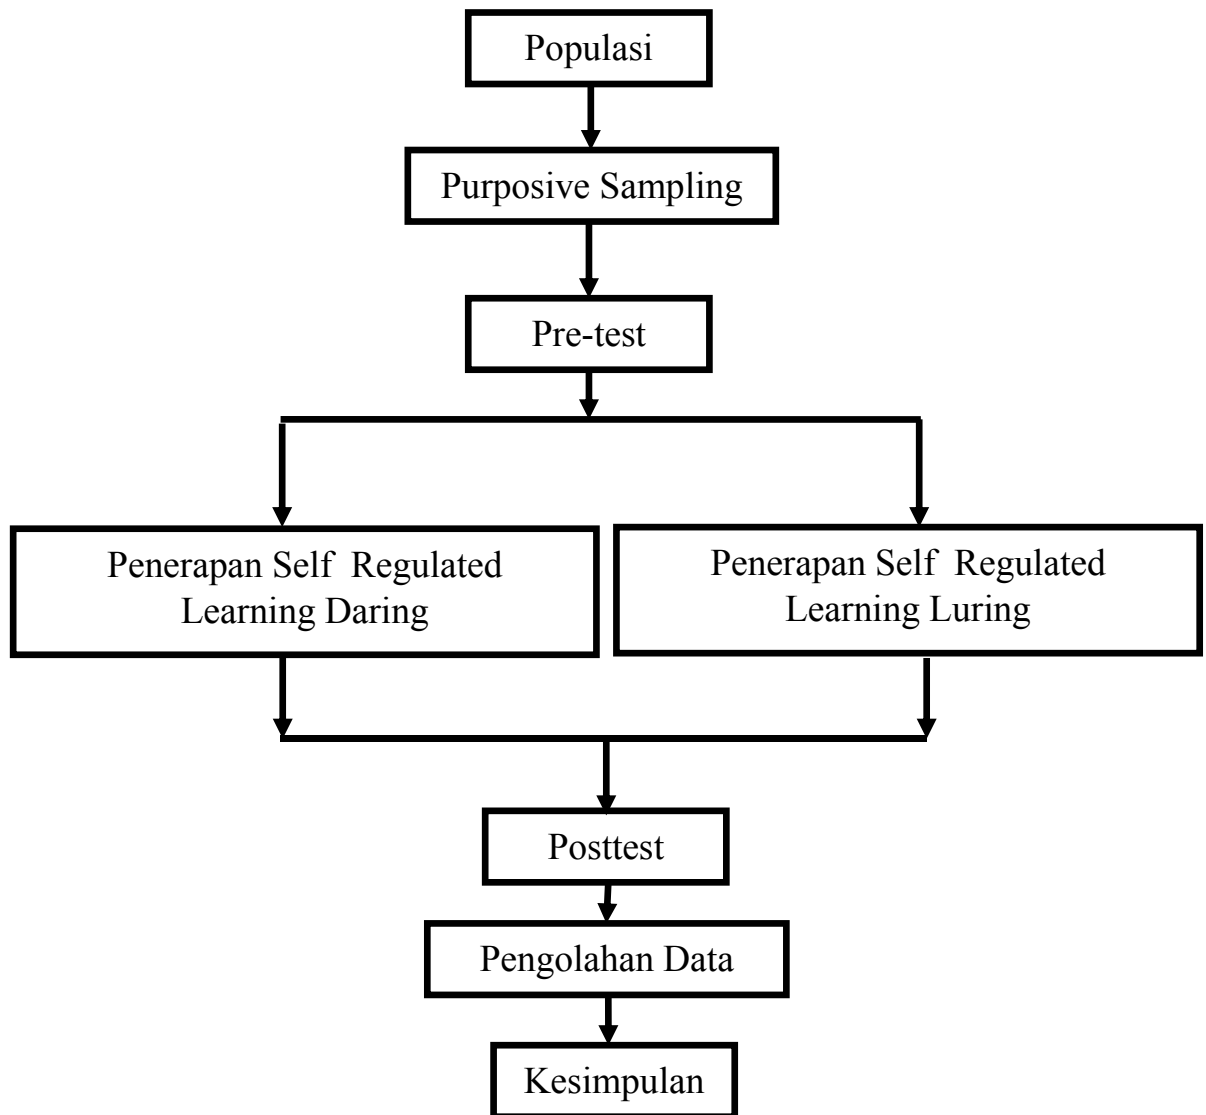 Populasi
Purposive Sampling
Pre-test
Penerapan Self  Regulated
Learning Daring
Penerapan Self  Regulated
Learning Luring
Posttest
Pengolahan Data
Kesimpulan